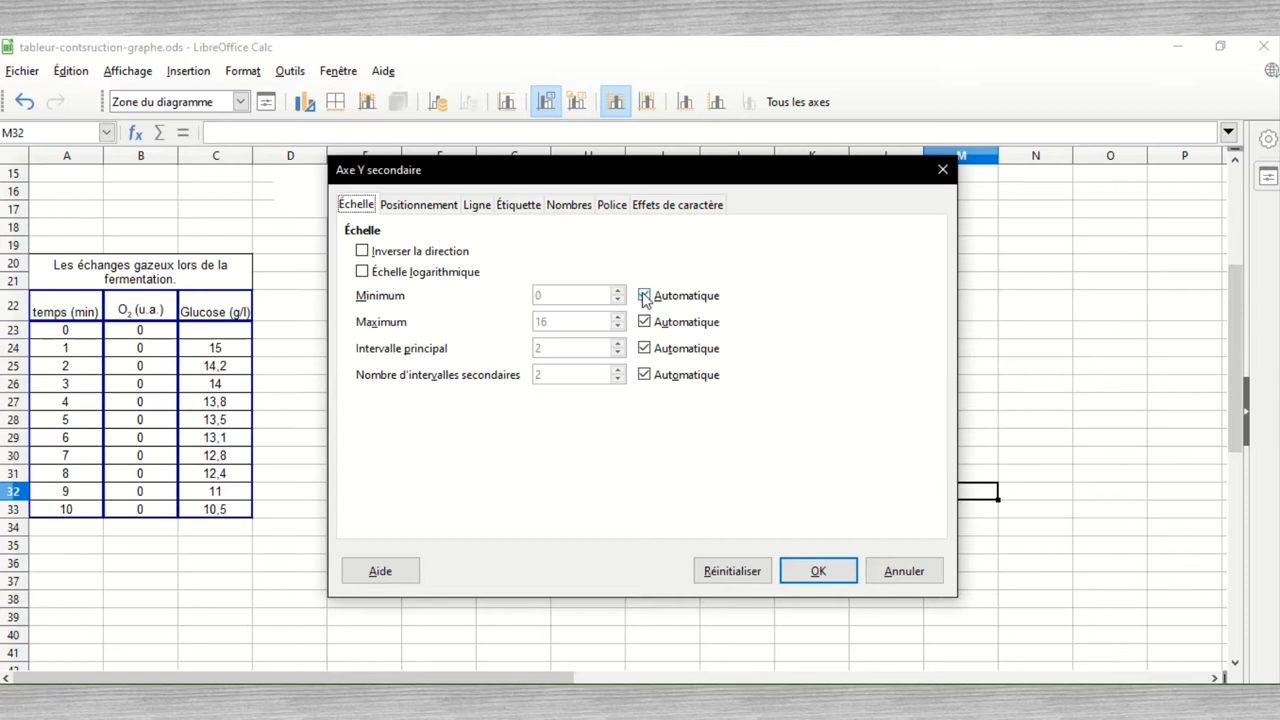 tableur-contsruction-graphe.ods - LibreOffice Calc
Fichier Édition Affichage Insertion Format Outils Fenêtre Aide
Zone du diagramme Tous les axes
M32
A B C D M N O P
15
16
17
18
19
20 Les échanges gazeux lors de la
21 fermentation.
22 temps (min) O₂ (u.a.) Glucose (g/l)
23 0 0
24 1 0 15
25 2 0 14,2
26 3 0 14
27 4 0 13,8
28 5 0 13,5
29 6 0 13,1
30 7 0 12,8
31 8 0 12,4
32 9 0 11
33 10 0 10,5
34
35
36
37
38
39
40
41
Axe Y secondaire
Échelle Positionnement Ligne Étiquette Nombres Police Effets de caractère
Échelle
Inverser la direction
Échelle logarithmique
Minimum 0 Automatique
Maximum 16 Automatique
Intervalle principal 2 Automatique
Nombre d'intervalles secondaires 2 Automatique
Aide Réinitialiser OK Annuler